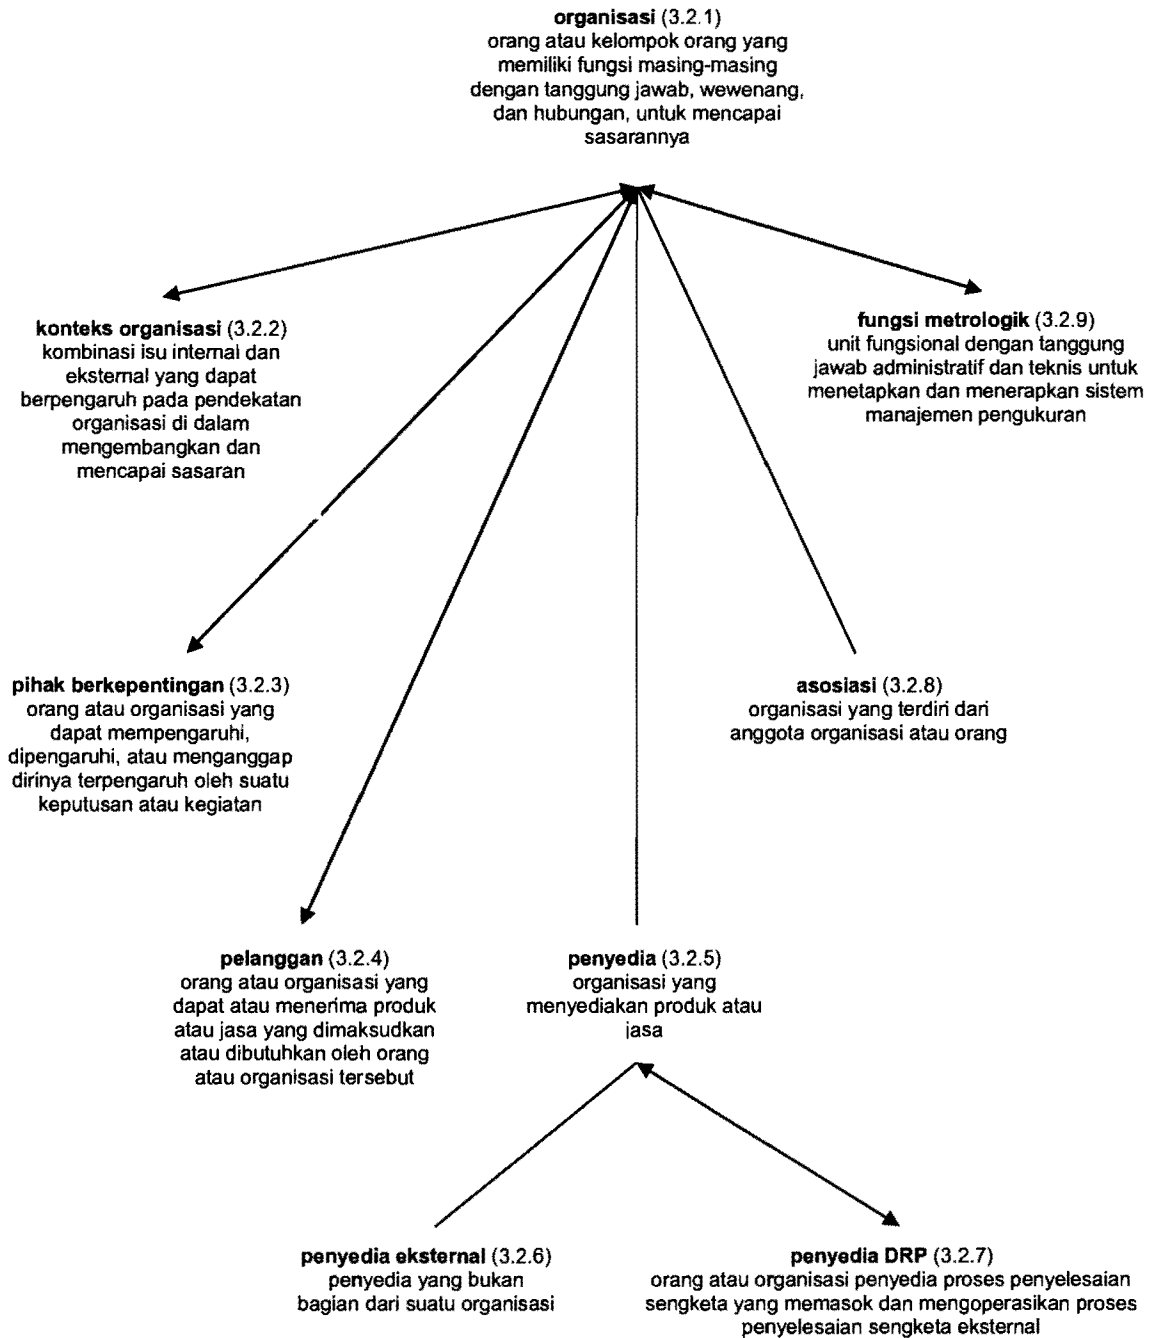 organisasi (3.2.1)
orang atau kelompok orang yang
memiliki fungsi masing-masing
dengan tanggung jawab, wewenang,
dan hubungan, untuk mencapai
sasarannya
konteks organisasi (3.2.2)
kombinasi isu internal dan
eksternal yang dapat
berpengaruh pada pendekatan
organisasi di dalam
mengembangkan dan
mencapai sasaran
fungsi metrologik (3.2.9)
unit fungsional dengan tanggung
jawab administratif dan teknis untuk
menetapkan dan menerapkan sistem
manajemen pengukuran
pihak berkepentingan (3.2.3)
orang atau organisasi yang
dapat mempengaruhi,
dipengaruhi, atau menganggap
dirinya terpengaruh oleh suatu
keputusan atau kegiatan
asosiasi (3.2.8)
organisasi yang terdiri dari
anggota organisasi atau orang
pelanggan (3.2.4)
orang atau organisasi yang
dapat atau menerima produk
atau jasa yang dimaksudkan
atau dibutuhkan oleh orang
atau organisasi tersebut
penyedia (3.2.5)
organisasi yang
menyediakan produk atau
jasa
penyedia eksternal (3.2.6)
penyedia yang bukan
bagian dari suatu organisasi
penyedia DRP (3.2.7)
orang atau organisasi penyedia proses penyelesaian
sengketa yang memasok dan mengoperasikan proses
penyelesaian sengketa eksternal